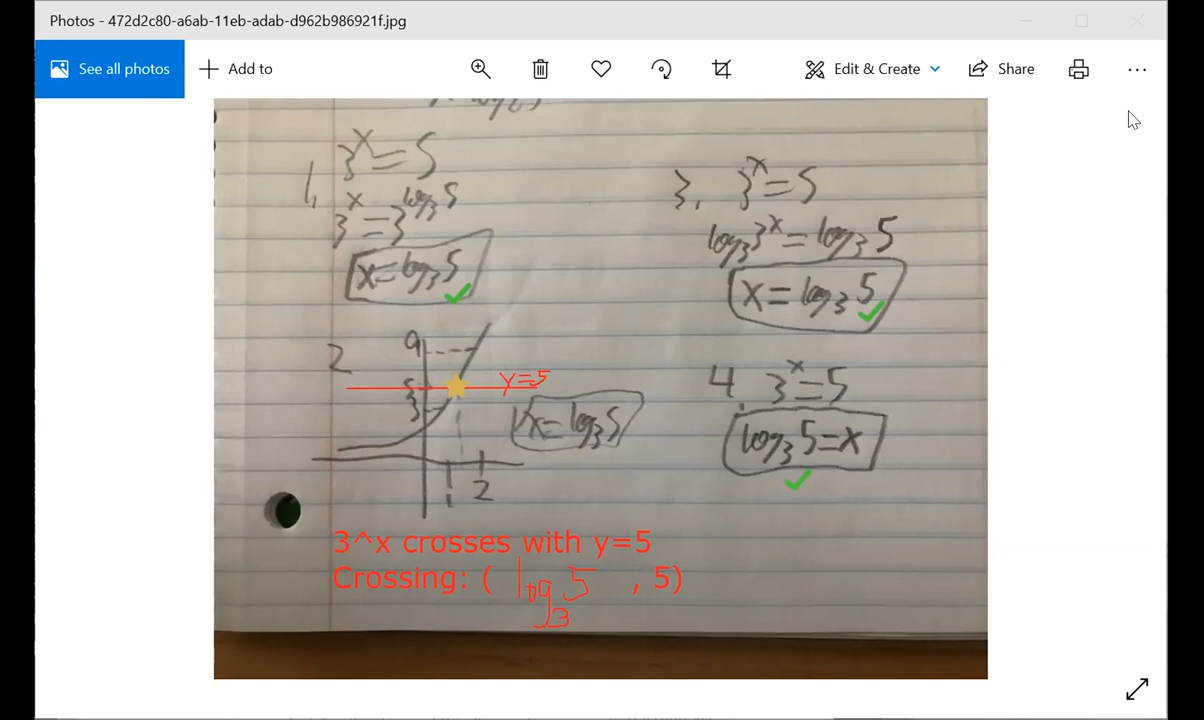 Photos - 472d2c80-a6ab-11eb-adab-d962b986921f.jpg
See all photos
Add to
Edit & Create
Share
1, 3^x = 5
3^x = 3^log₃5
x = log₃5
2
9
5
3
1
2
y=5
x = log₃5
3^x crosses with y=5
Crossing: ( log₃5 , 5)
3, 3^x = 5
log₃3^x = log₃5
x = log₃5
4. 3^x = 5
log₃5 = x